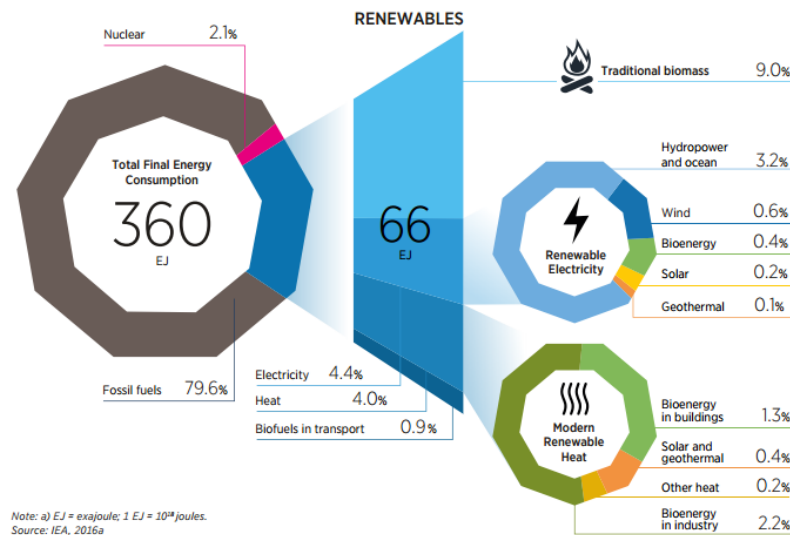 RENEWABLES
Nuclear 2.1%
Total Final Energy
Consumption
360
EJ
Fossil fuels 79.6%
66
EJ
Electricity 4.4%
Heat 4.0%
Biofuels in transport 0.9%
Traditional biomass 9.0%
Renewable
Electricity
Hydropower
and ocean 3.2%
Wind 0.6%
Bioenergy 0.4%
Solar 0.2%
Geothermal 0.1%
Modern
Renewable
Heat
Bioenergy
in buildings 1.3%
Solar and
geothermal 0.4%
Other heat 0.2%
Bioenergy
in industry 2.2%
Note: a) EJ = exajoule; 1 EJ = 10¹⁸ joules.
Source: IEA, 2016a